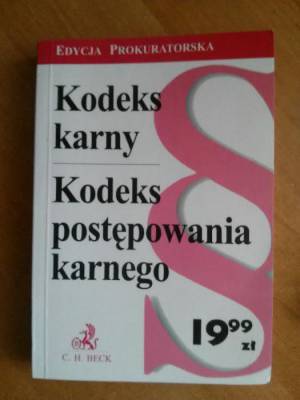 EDYCJA PROKURATORSKA
Kodeks
karny
Kodeks
postępowania
karnego
19 99
zł
C. H. BECK